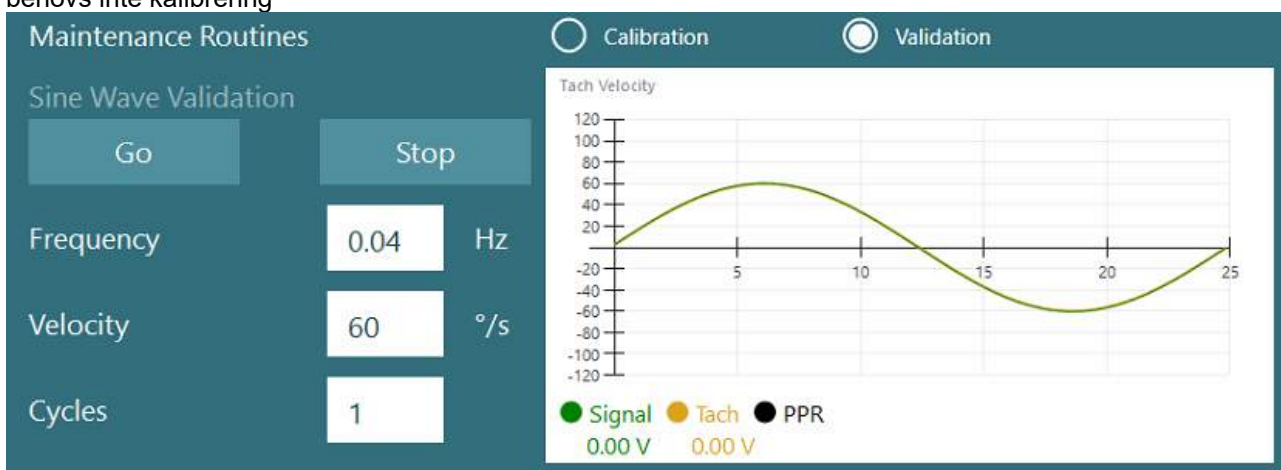 behövs inte kalibrering
Maintenance Routines
Calibration
Validation
Sine Wave Validation
Go
Stop
Frequency
0.04
Hz
Velocity
60
°/s
Cycles
1
Tach Velocity
120
100
80
60
40
20
-20
-40
-60
-80
-100
-120
5
10
15
20
25
Signal
Tach
PPR
0.00 V
0.00 V